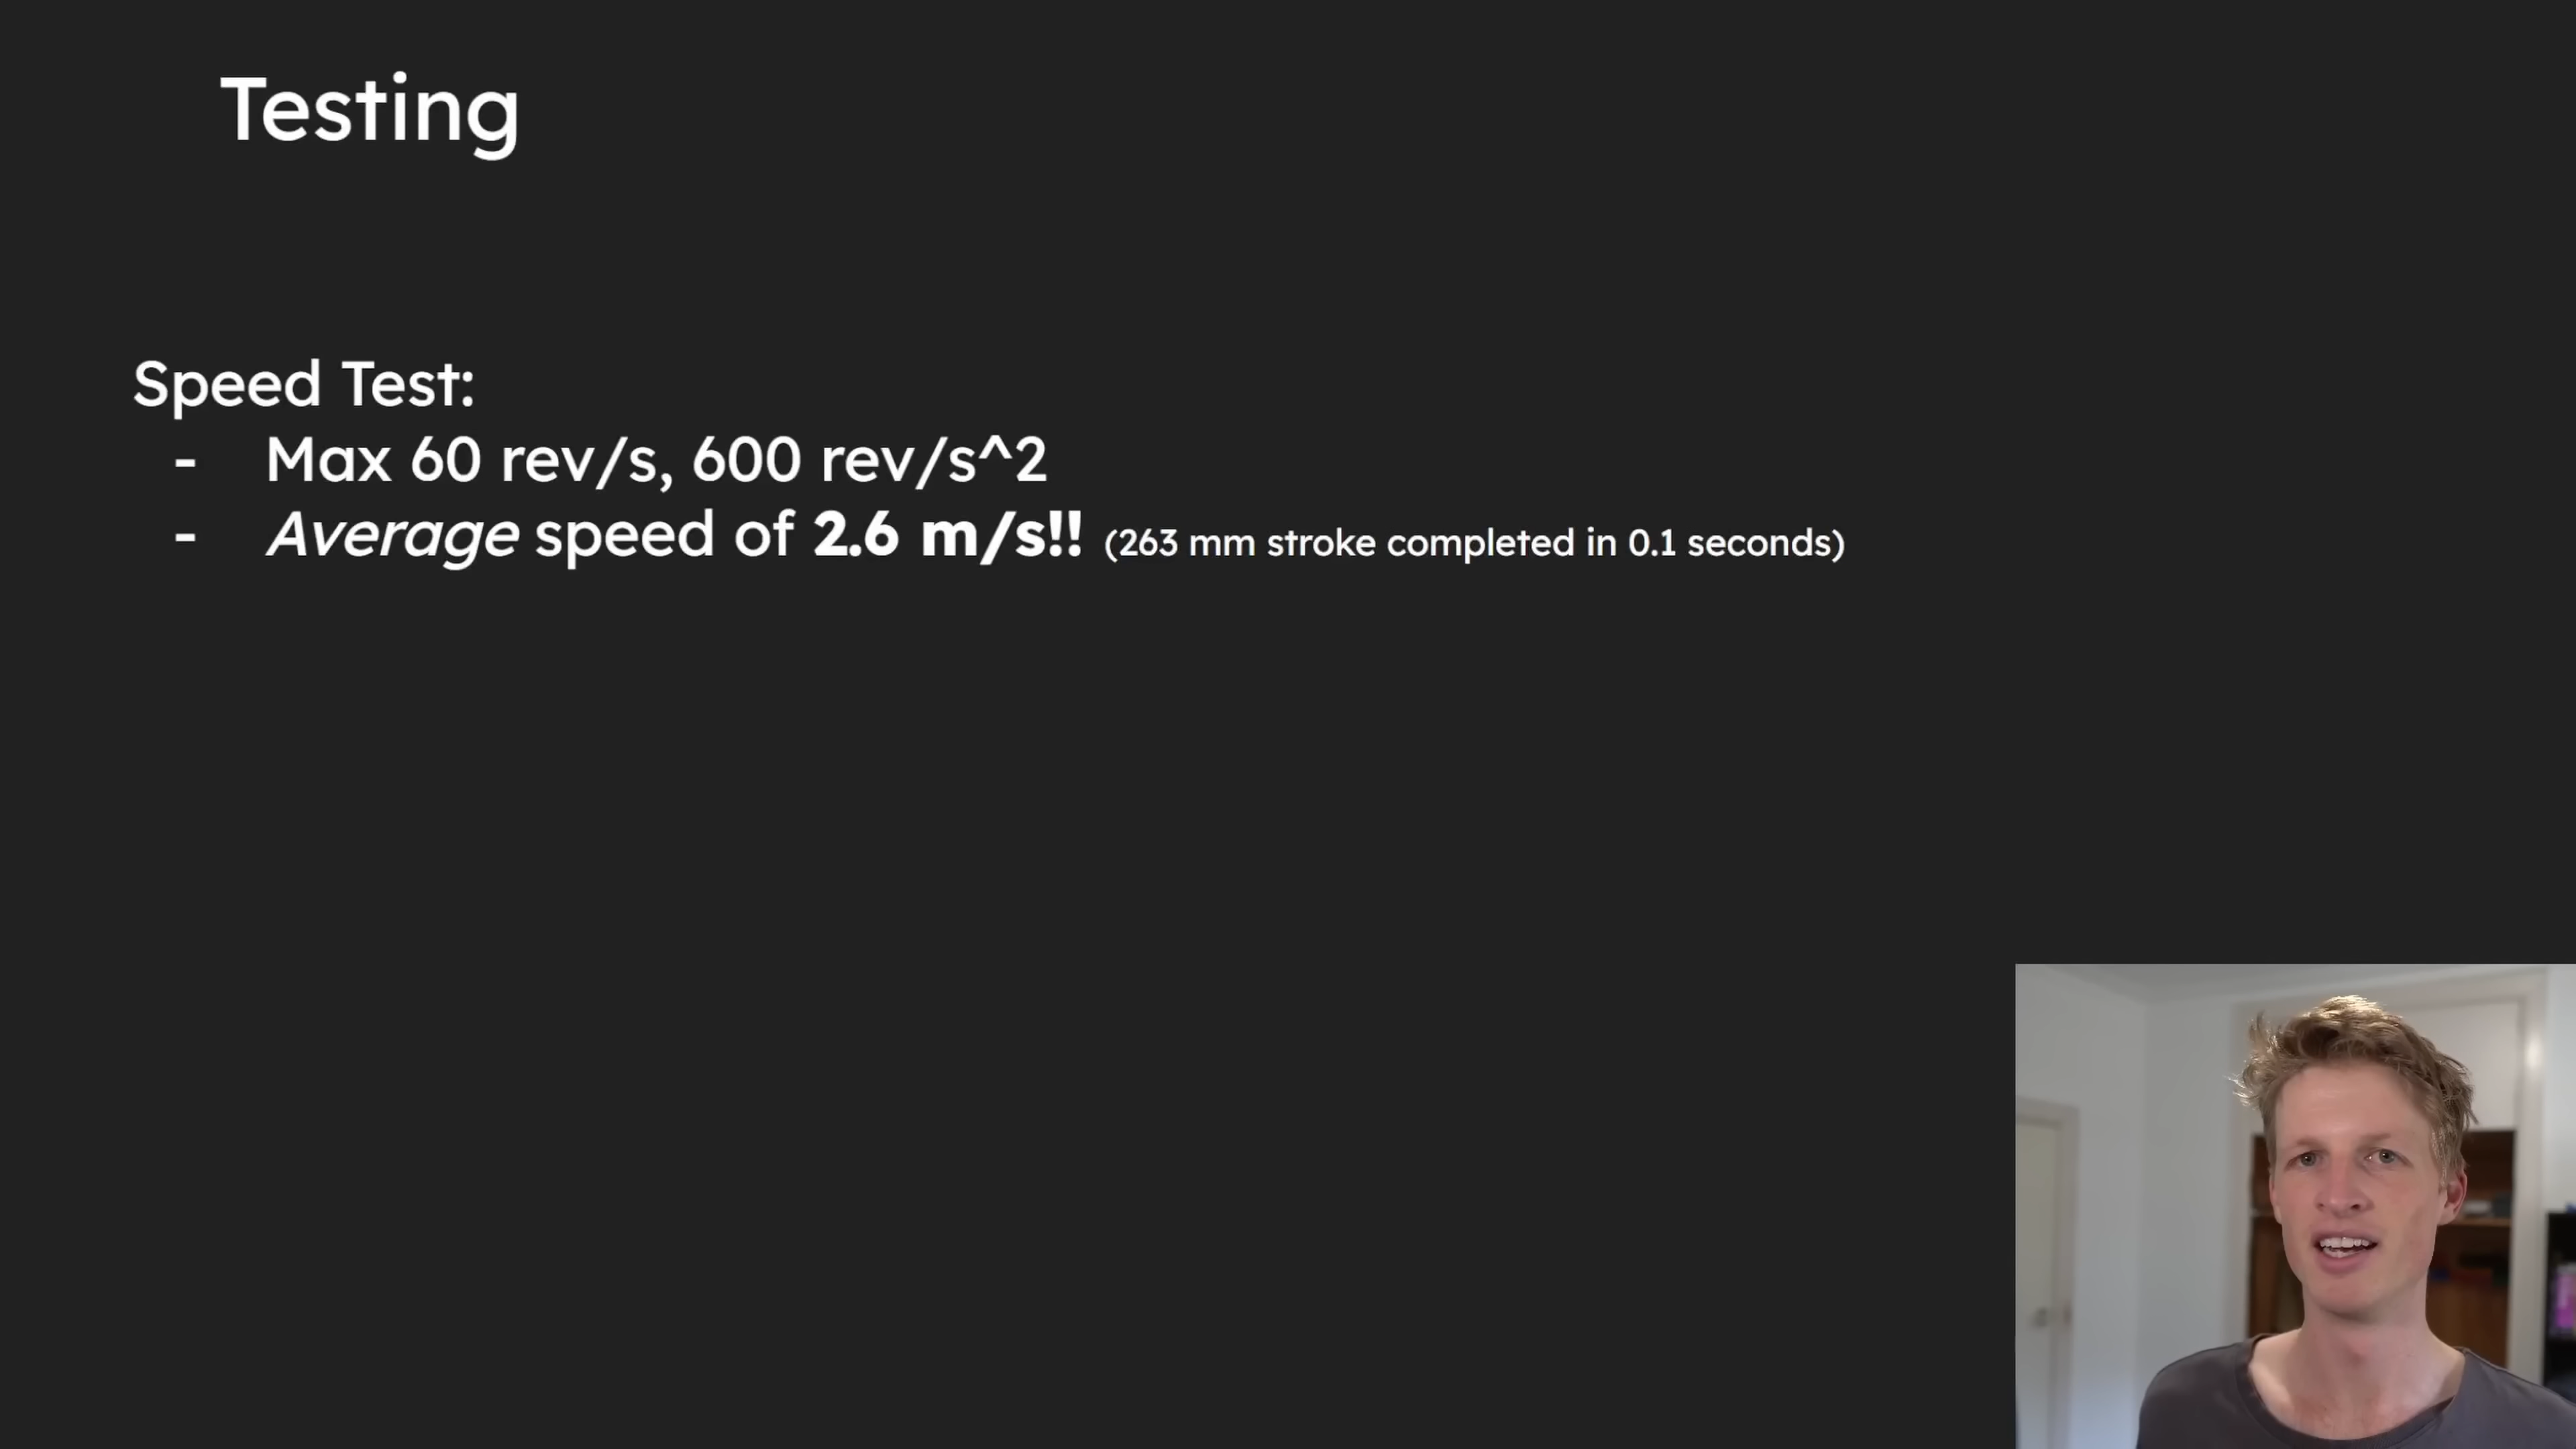 Testing
Speed Test:
- Max 60 rev/s, 600 rev/s^2
- Average speed of 2.6 m/s!! (263 mm stroke completed in 0.1 seconds)